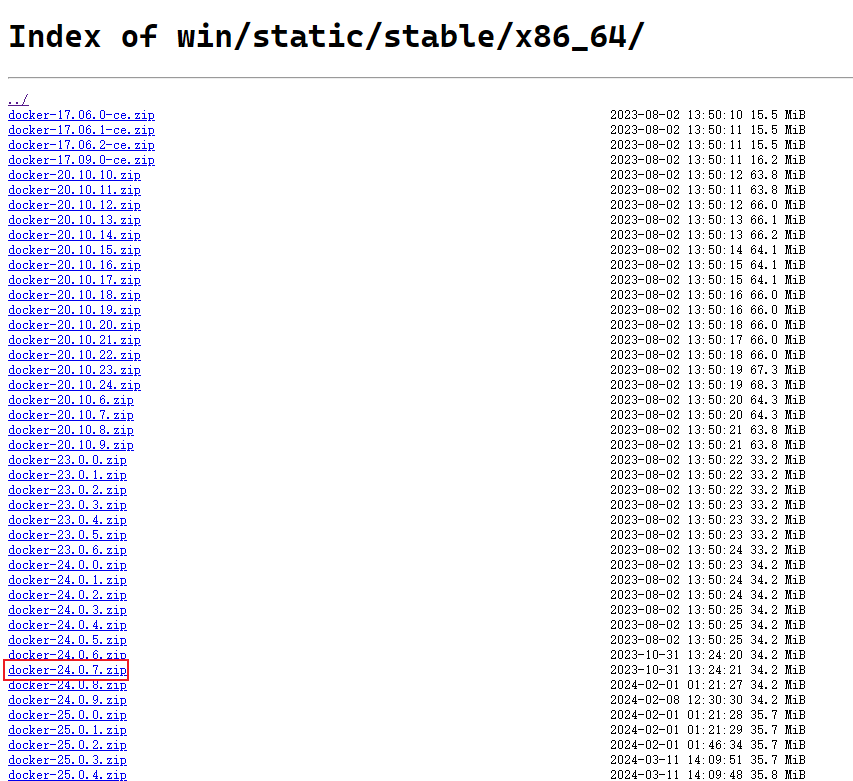 Index of win/static/stable/x86_64/
../
docker-17.06.0-ce.zip 2023-08-02 13:50:10 15.5 MiB
docker-17.06.1-ce.zip 2023-08-02 13:50:11 15.5 MiB
docker-17.06.2-ce.zip 2023-08-02 13:50:11 15.5 MiB
docker-17.09.0-ce.zip 2023-08-02 13:50:11 16.2 MiB
docker-20.10.10.zip 2023-08-02 13:50:12 63.8 MiB
docker-20.10.11.zip 2023-08-02 13:50:11 63.8 MiB
docker-20.10.12.zip 2023-08-02 13:50:12 66.0 MiB
docker-20.10.13.zip 2023-08-02 13:50:13 66.1 MiB
docker-20.10.14.zip 2023-08-02 13:50:13 66.2 MiB
docker-20.10.15.zip 2023-08-02 13:50:14 64.1 MiB
docker-20.10.16.zip 2023-08-02 13:50:15 64.1 MiB
docker-20.10.17.zip 2023-08-02 13:50:15 64.1 MiB
docker-20.10.18.zip 2023-08-02 13:50:16 66.0 MiB
docker-20.10.19.zip 2023-08-02 13:50:16 66.0 MiB
docker-20.10.20.zip 2023-08-02 13:50:18 66.0 MiB
docker-20.10.21.zip 2023-08-02 13:50:17 66.0 MiB
docker-20.10.22.zip 2023-08-02 13:50:18 66.0 MiB
docker-20.10.23.zip 2023-08-02 13:50:19 67.3 MiB
docker-20.10.24.zip 2023-08-02 13:50:19 68.3 MiB
docker-20.10.6.zip 2023-08-02 13:50:20 64.3 MiB
docker-20.10.7.zip 2023-08-02 13:50:20 64.3 MiB
docker-20.10.8.zip 2023-08-02 13:50:21 63.8 MiB
docker-20.10.9.zip 2023-08-02 13:50:21 63.8 MiB
docker-23.0.0.zip 2023-08-02 13:50:22 33.2 MiB
docker-23.0.1.zip 2023-08-02 13:50:22 33.2 MiB
docker-23.0.2.zip 2023-08-02 13:50:22 33.2 MiB
docker-23.0.3.zip 2023-08-02 13:50:23 33.2 MiB
docker-23.0.4.zip 2023-08-02 13:50:23 33.2 MiB
docker-23.0.5.zip 2023-08-02 13:50:23 33.2 MiB
docker-23.0.6.zip 2023-08-02 13:50:24 33.2 MiB
docker-24.0.0.zip 2023-08-02 13:50:23 34.2 MiB
docker-24.0.1.zip 2023-08-02 13:50:24 34.2 MiB
docker-24.0.2.zip 2023-08-02 13:50:24 34.2 MiB
docker-24.0.3.zip 2023-08-02 13:50:25 34.2 MiB
docker-24.0.4.zip 2023-08-02 13:50:25 34.2 MiB
docker-24.0.5.zip 2023-08-02 13:50:25 34.2 MiB
docker-24.0.6.zip 2023-10-31 13:24:20 34.2 MiB
docker-24.0.7.zip 2023-10-31 13:24:21 34.2 MiB
docker-24.0.8.zip 2024-02-01 01:21:27 34.2 MiB
docker-24.0.9.zip 2024-02-08 12:30:30 34.2 MiB
docker-25.0.0.zip 2024-02-01 01:21:28 35.7 MiB
docker-25.0.1.zip 2024-02-01 01:21:29 35.7 MiB
docker-25.0.2.zip 2024-02-01 01:46:34 35.7 MiB
docker-25.0.3.zip 2024-03-11 14:09:51 35.7 MiB
docker-25.0.4.zip 2024-03-11 14:09:48 35.8 MiB